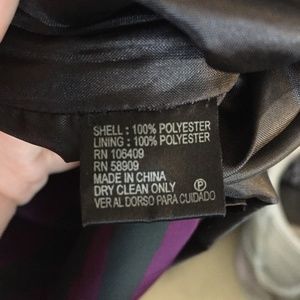 SHELL : 100% POLYESTER
LINING : 100% POLYESTER
RN 106409
RN 58909
MADE IN CHINA
DRY CLEAN ONLY Ⓟ
VER AL DORSO PARA CUIDADO